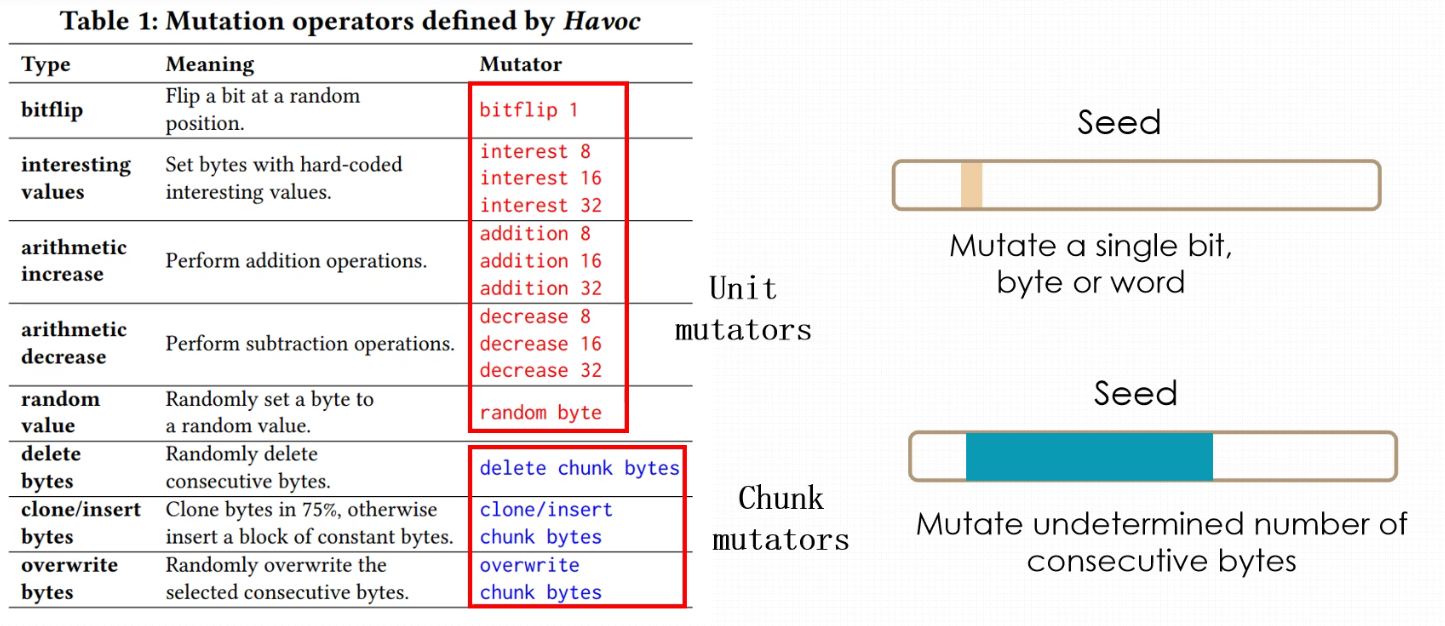 Table 1: Mutation operators defined by Havoc
Type Meaning Mutator
bitflip
Flip a bit at a random
position.
bitflip 1
interesting
values
Set bytes with hard-coded
interesting values.
interest 8
interest 16
interest 32
arithmetic
increase
Perform addition operations.
addition 8
addition 16
addition 32
arithmetic
decrease
Perform subtraction operations.
decrease 8
decrease 16
decrease 32
random
value
Randomly set a byte to
a random value.
random byte
delete
bytes
Randomly delete
consecutive bytes.
delete chunk bytes
clone/insert
bytes
Clone bytes in 75%, otherwise
insert a block of constant bytes.
clone/insert
chunk bytes
overwrite
bytes
Randomly overwrite the
selected consecutive bytes.
overwrite
chunk bytes
Unit
mutators
Chunk
mutators
Seed
Mutate a single bit,
byte or word
Seed
Mutate undetermined number of
consecutive bytes